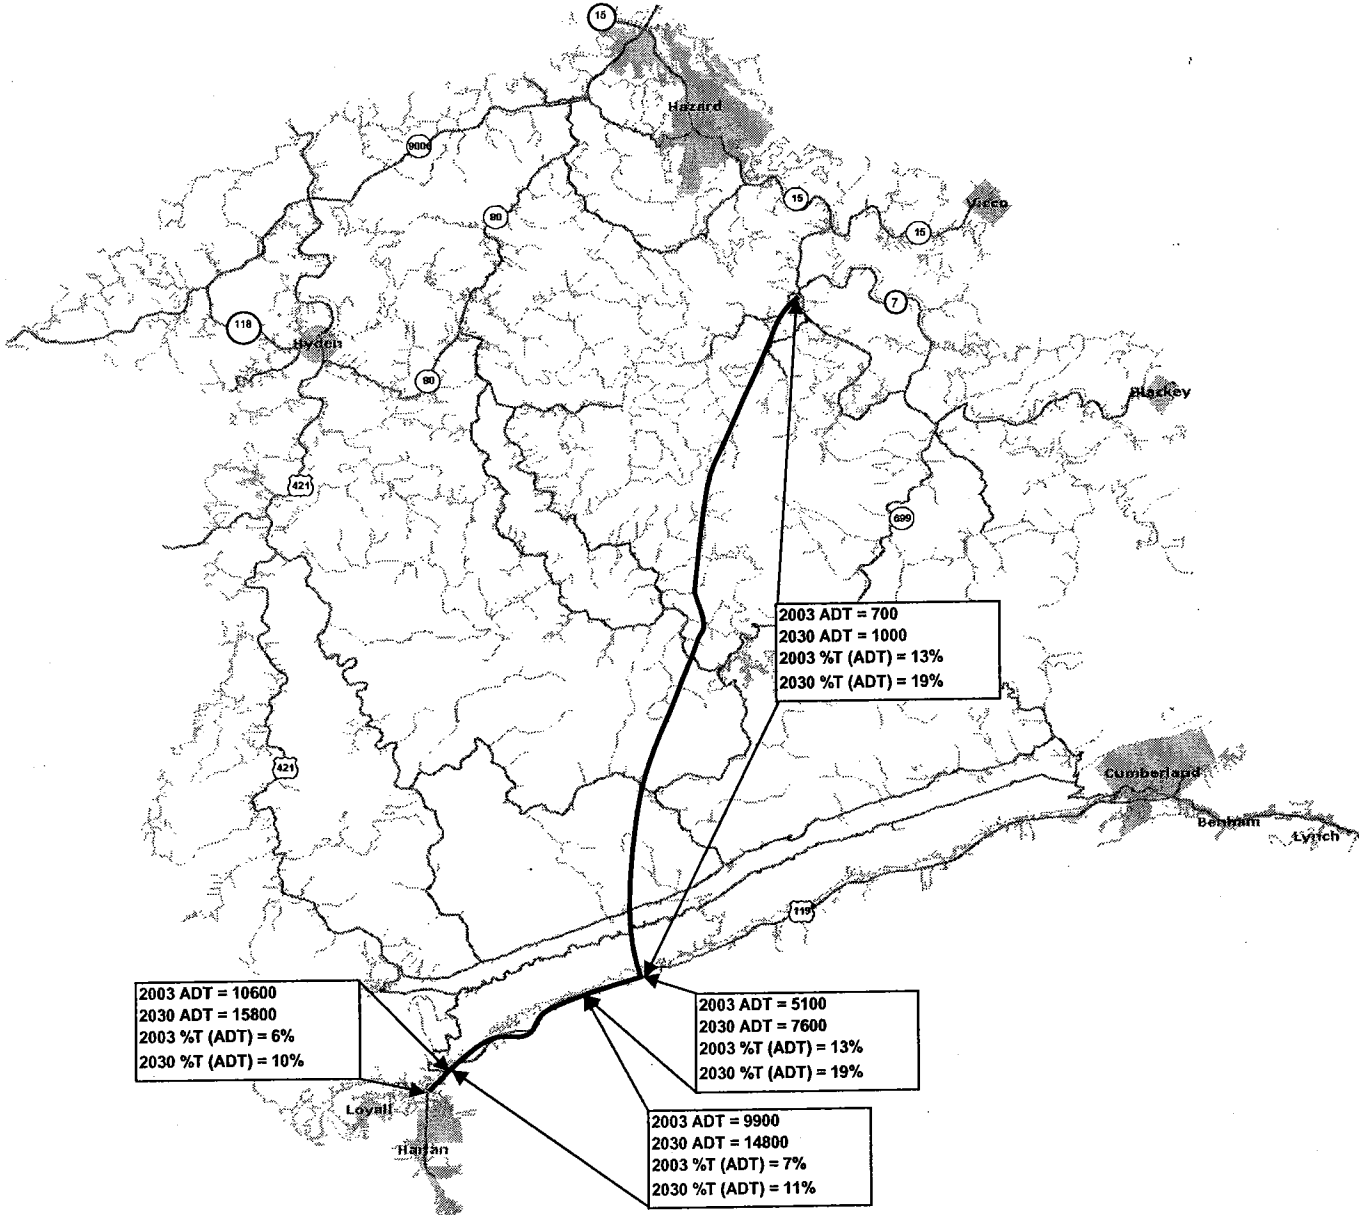 15
Hazard
9006
15
Vicco
80
15
7
118
Hyden
80
Blackey
421
699
2003 ADT = 700
2030 ADT = 1000
2003 %T (ADT) = 13%
2030 %T (ADT) = 19%
421
Cumberland
Benham
Lynch
119
2003 ADT = 10600
2030 ADT = 15800
2003 %T (ADT) = 6%
2030 %T (ADT) = 10%
2003 ADT = 5100
2030 ADT = 7600
2003 %T (ADT) = 13%
2030 %T (ADT) = 19%
Loyall
Harlan
2003 ADT = 9900
2030 ADT = 14800
2003 %T (ADT) = 7%
2030 %T (ADT) = 11%